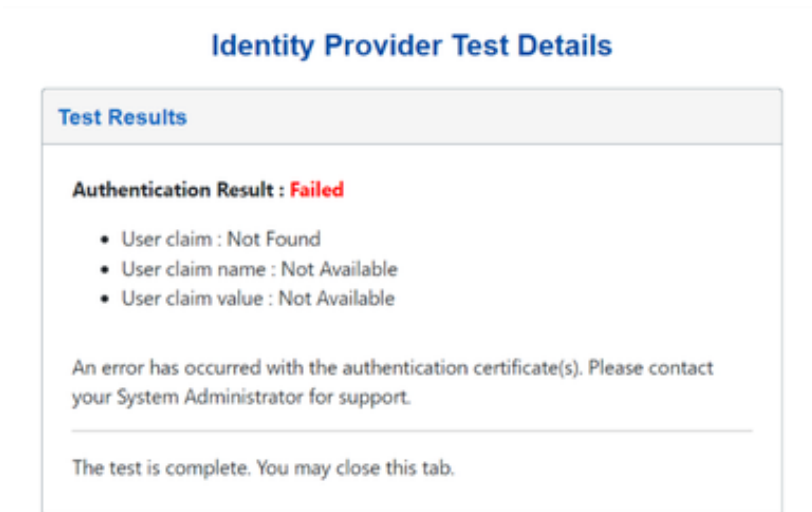 Identity Provider Test Details
Test Results
Authentication Result : Failed
• User claim : Not Found
• User claim name : Not Available
• User claim value : Not Available
An error has occurred with the authentication certificate(s). Please contact
your System Administrator for support.
The test is complete. You may close this tab.